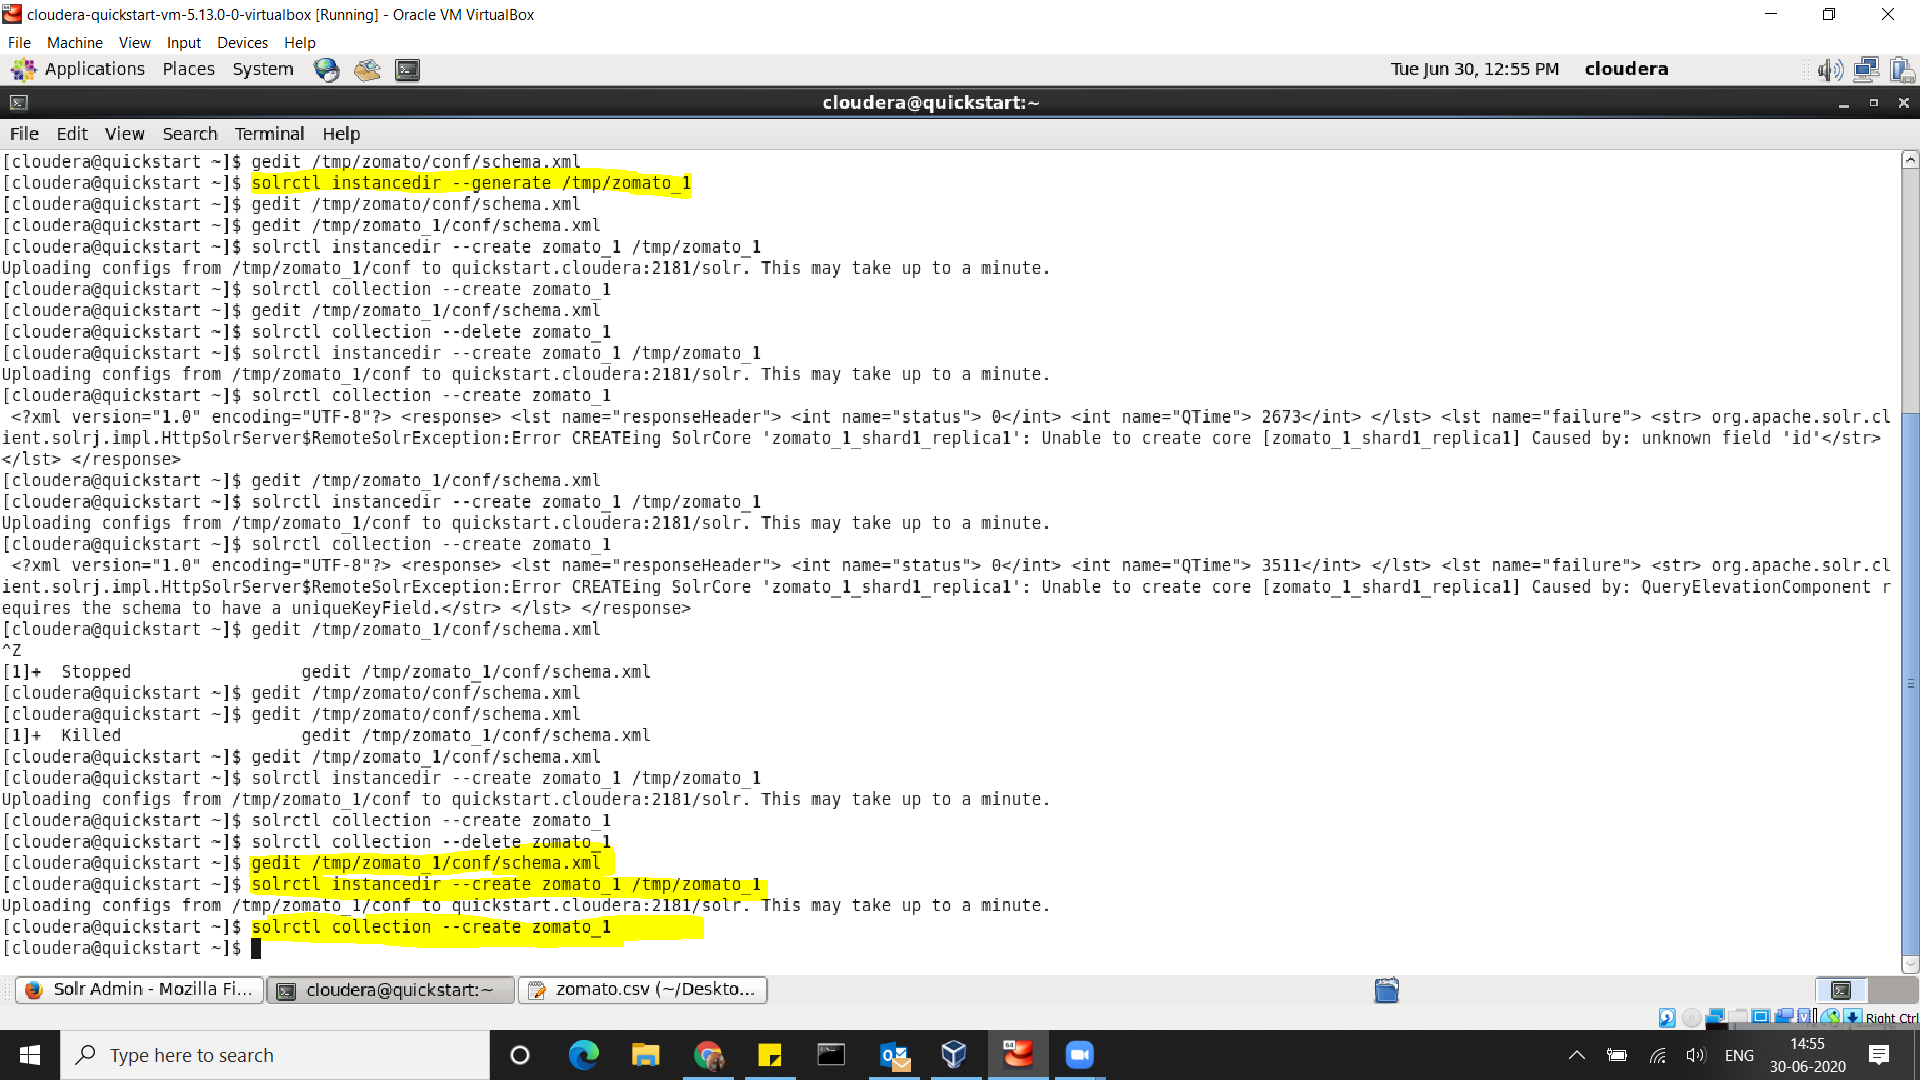 cloudera-quickstart-vm-5.13.0-0-virtualbox [Running] - Oracle VM VirtualBox
File Machine View Input Devices Help
Applications Places System Tue Jun 30, 12:55 PM cloudera
cloudera@quickstart:~
File Edit View Search Terminal Help
[cloudera@quickstart ~]$ gedit /tmp/zomato/conf/schema.xml
[cloudera@quickstart ~]$ solrctl instancedir --generate /tmp/zomato_1
[cloudera@quickstart ~]$ gedit /tmp/zomato/conf/schema.xml
[cloudera@quickstart ~]$ gedit /tmp/zomato_1/conf/schema.xml
[cloudera@quickstart ~]$ solrctl instancedir --create zomato_1 /tmp/zomato_1
Uploading configs from /tmp/zomato_1/conf to quickstart.cloudera:2181/solr. This may take up to a minute.
[cloudera@quickstart ~]$ solrctl collection --create zomato_1
[cloudera@quickstart ~]$ gedit /tmp/zomato_1/conf/schema.xml
[cloudera@quickstart ~]$ solrctl collection --delete zomato_1
[cloudera@quickstart ~]$ solrctl instancedir --create zomato_1 /tmp/zomato_1
Uploading configs from /tmp/zomato_1/conf to quickstart.cloudera:2181/solr. This may take up to a minute.
[cloudera@quickstart ~]$ solrctl collection --create zomato_1
<?xml version="1.0" encoding="UTF-8"?> <response> <lst name="responseHeader"> <int name="status"> 0</int> <int name="QTime"> 2673</int> </lst> <lst name="failure"> <str> org.apache.solr.cl
ient.solrj.impl.HttpSolrServer$RemoteSolrException:Error CREATEing SolrCore 'zomato_1_shard1_replica1': Unable to create core [zomato_1_shard1_replica1] Caused by: unknown field 'id'</str>
</lst> </response>
[cloudera@quickstart ~]$ gedit /tmp/zomato_1/conf/schema.xml
[cloudera@quickstart ~]$ solrctl instancedir --create zomato_1 /tmp/zomato_1
Uploading configs from /tmp/zomato_1/conf to quickstart.cloudera:2181/solr. This may take up to a minute.
[cloudera@quickstart ~]$ solrctl collection --create zomato_1
<?xml version="1.0" encoding="UTF-8"?> <response> <lst name="responseHeader"> <int name="status"> 0</int> <int name="QTime"> 3511</int> </lst> <lst name="failure"> <str> org.apache.solr.cl
ient.solrj.impl.HttpSolrServer$RemoteSolrException:Error CREATEing SolrCore 'zomato_1_shard1_replica1': Unable to create core [zomato_1_shard1_replica1] Caused by: QueryElevationComponent r
equires the schema to have a uniqueKeyField.</str> </lst> </response>
[cloudera@quickstart ~]$ gedit /tmp/zomato_1/conf/schema.xml
^Z
[1]+  Stopped                 gedit /tmp/zomato_1/conf/schema.xml
[cloudera@quickstart ~]$ gedit /tmp/zomato/conf/schema.xml
[cloudera@quickstart ~]$ gedit /tmp/zomato/conf/schema.xml
[1]+  Killed                  gedit /tmp/zomato_1/conf/schema.xml
[cloudera@quickstart ~]$ gedit /tmp/zomato_1/conf/schema.xml
[cloudera@quickstart ~]$ solrctl instancedir --create zomato_1 /tmp/zomato_1
Uploading configs from /tmp/zomato_1/conf to quickstart.cloudera:2181/solr. This may take up to a minute.
[cloudera@quickstart ~]$ solrctl collection --create zomato_1
[cloudera@quickstart ~]$ solrctl collection --delete zomato_1
[cloudera@quickstart ~]$ gedit /tmp/zomato_1/conf/schema.xml
[cloudera@quickstart ~]$ solrctl instancedir --create zomato_1 /tmp/zomato_1
Uploading configs from /tmp/zomato_1/conf to quickstart.cloudera:2181/solr. This may take up to a minute.
[cloudera@quickstart ~]$ solrctl collection --create zomato_1
[cloudera@quickstart ~]$
Solr Admin - Mozilla Fi... cloudera@quickstart:~ zomato.csv (~/Deskto...
Right Ctrl
Type here to search
ENG
14:55
30-06-2020